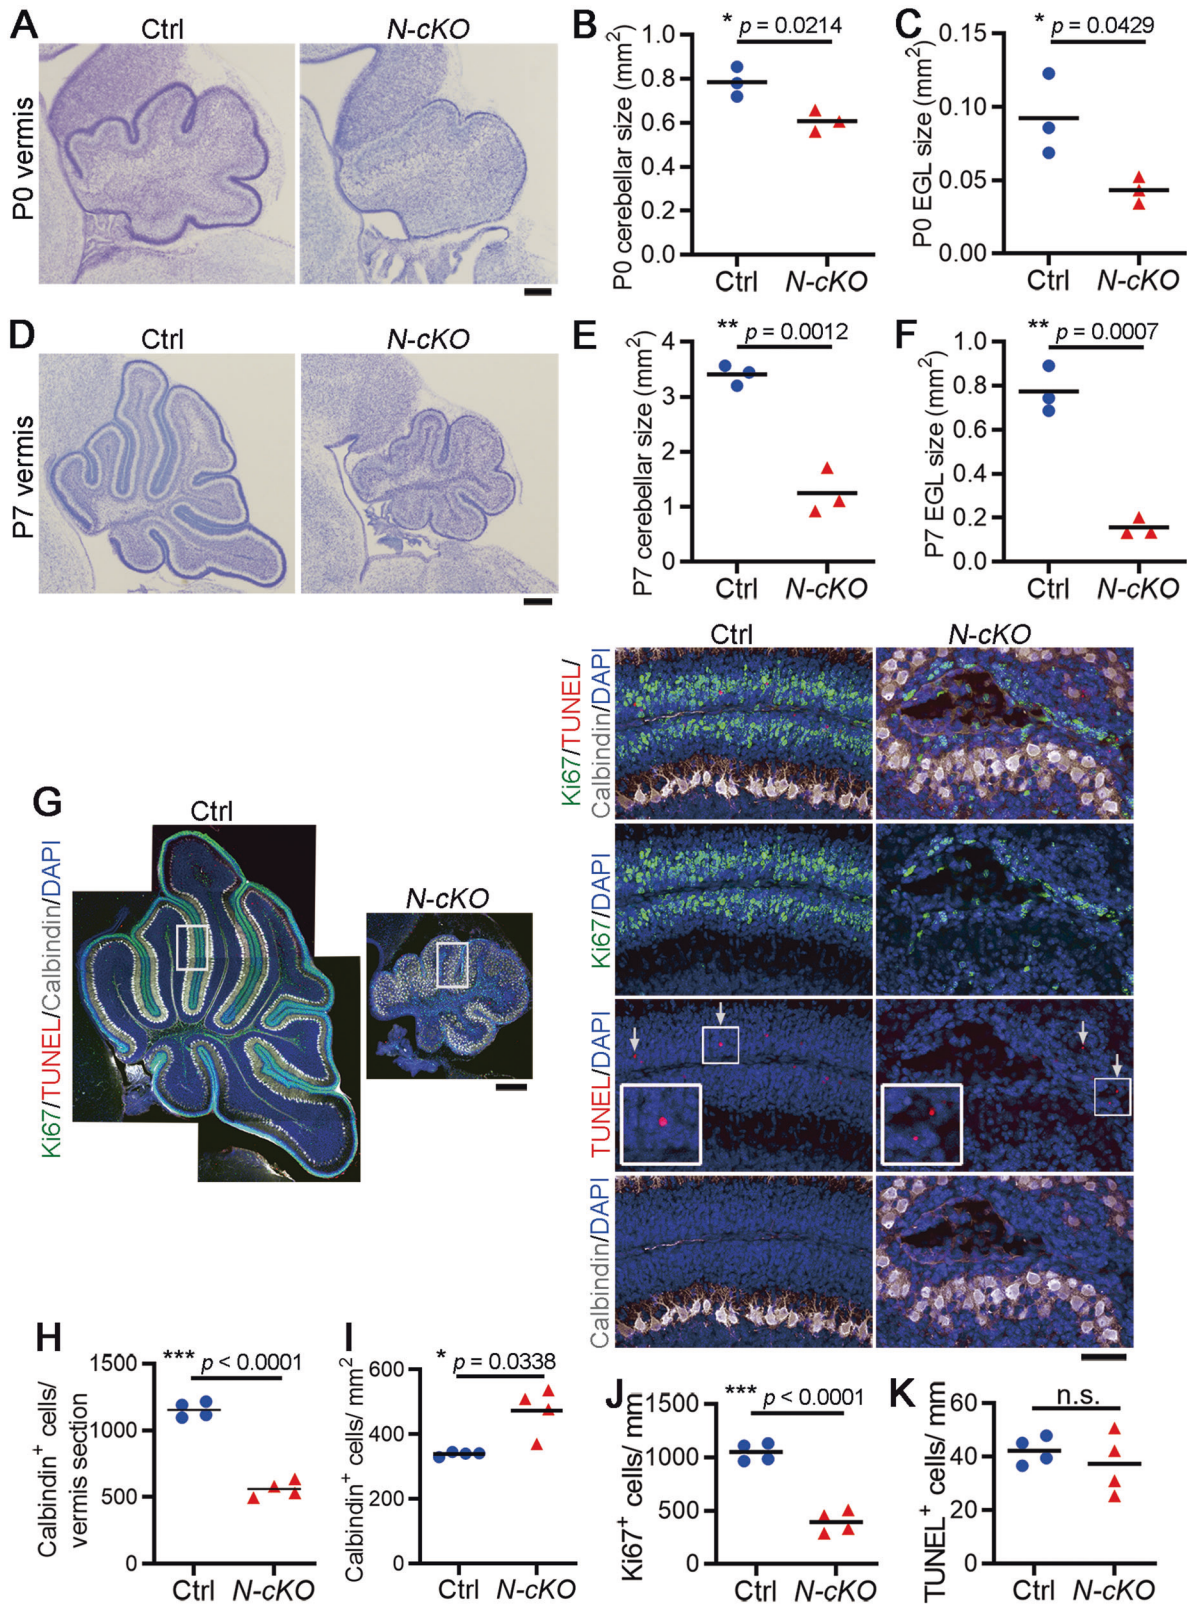 A
Ctrl
N-cKO
P0 vermis
B
* p = 0.0214
P0 cerebellar size (mm²)
1.0
0.8
0.6
0.4
0.2
0.0
Ctrl
N-cKO
C
* p = 0.0429
P0 EGL size (mm²)
0.15
0.10
0.05
0.00
Ctrl
N-cKO
D
Ctrl
N-cKO
P7 vermis
E
** p = 0.0012
P7 cerebellar size (mm²)
4
3
2
1
0
Ctrl
N-cKO
F
** p = 0.0007
P7 EGL size (mm²)
1.0
0.8
0.6
0.4
0.2
0.0
Ctrl
N-cKO
G
Ki67/TUNEL/Calbindin/DAPI
Ctrl
N-cKO
Ctrl
N-cKO
Ki67/TUNEL/
Calbindin/DAPI
Ki67/DAPI
TUNEL/DAPI
Calbindin/DAPI
H
*** p < 0.0001
Calbindin⁺ cells/
vermis section
1500
1000
500
0
Ctrl
N-cKO
I
* p = 0.0338
Calbindin⁺ cells/ mm²
600
400
200
0
Ctrl
N-cKO
J
*** p < 0.0001
Ki67⁺ cells/ mm
1500
1000
500
0
Ctrl
N-cKO
K
n.s.
TUNEL⁺ cells/ mm
60
40
20
0
Ctrl
N-cKO